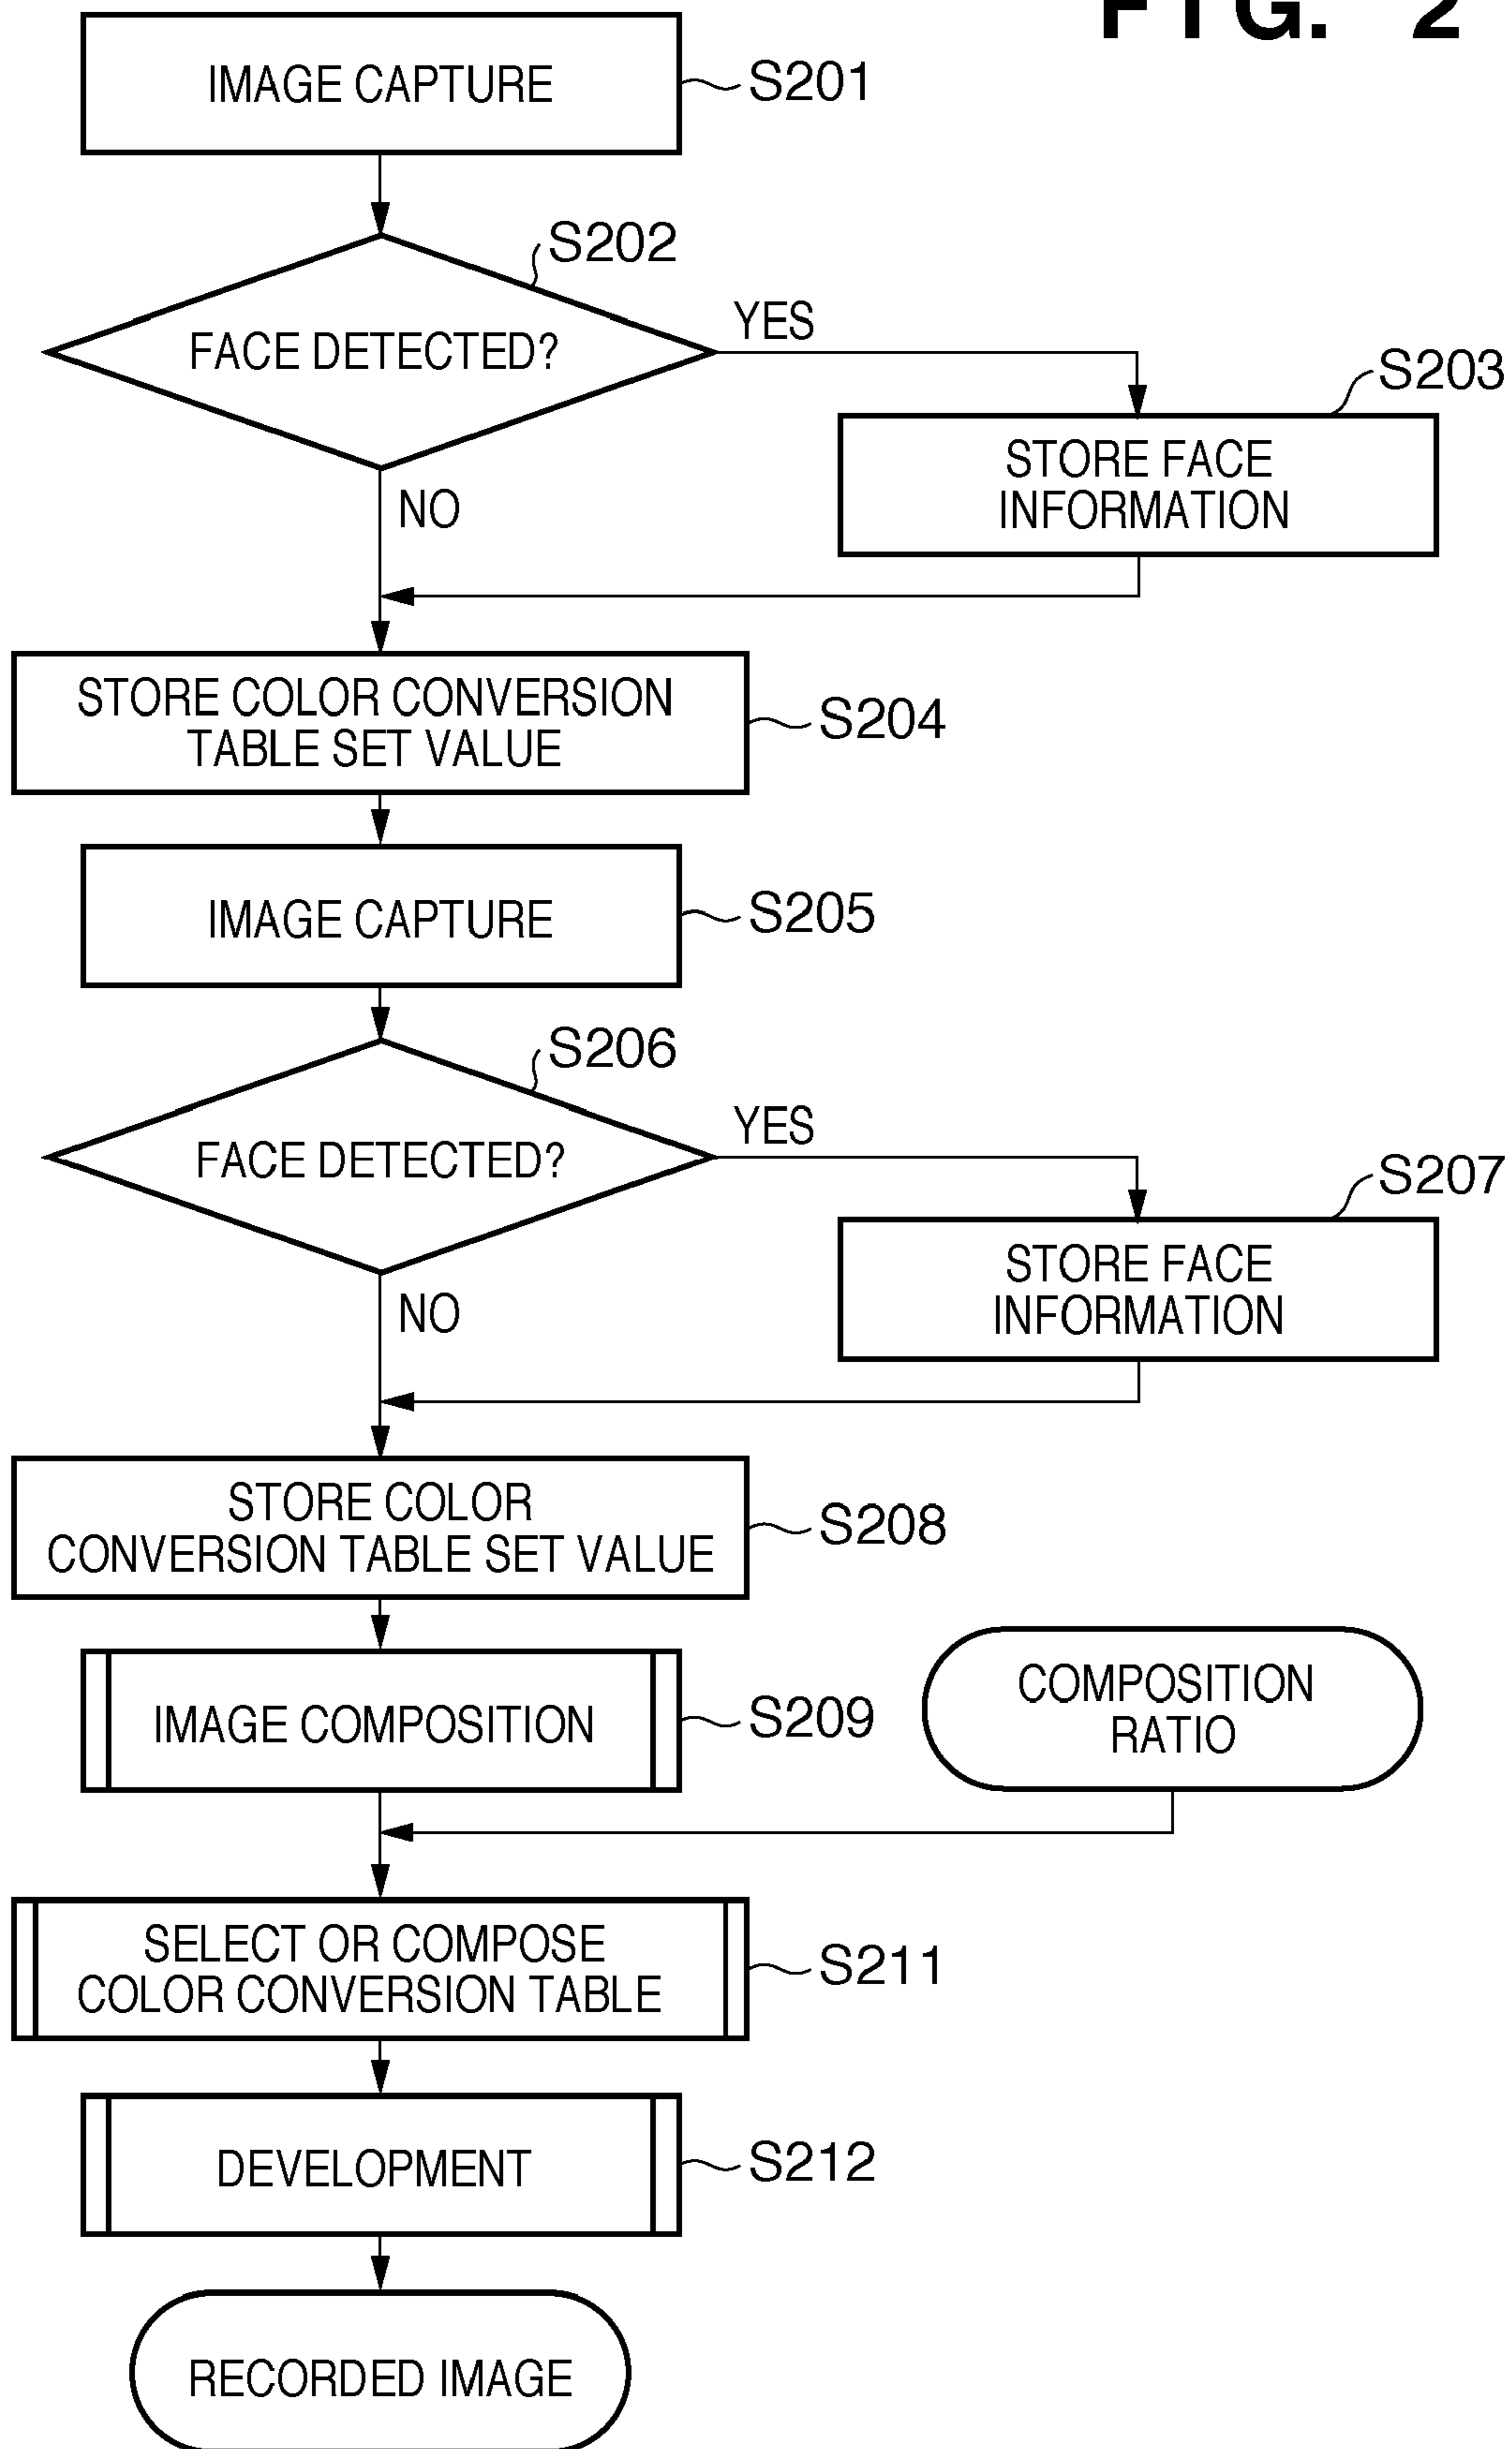 FIG. 2
IMAGE CAPTURE
S201
S202
FACE DETECTED?
YES
S203
STORE FACE
INFORMATION
NO
STORE COLOR CONVERSION
TABLE SET VALUE
S204
IMAGE CAPTURE
S205
S206
FACE DETECTED?
YES
S207
STORE FACE
INFORMATION
NO
STORE COLOR
CONVERSION TABLE SET VALUE
S208
IMAGE COMPOSITION
S209
COMPOSITION
RATIO
SELECT OR COMPOSE
COLOR CONVERSION TABLE
S211
DEVELOPMENT
S212
RECORDED IMAGE